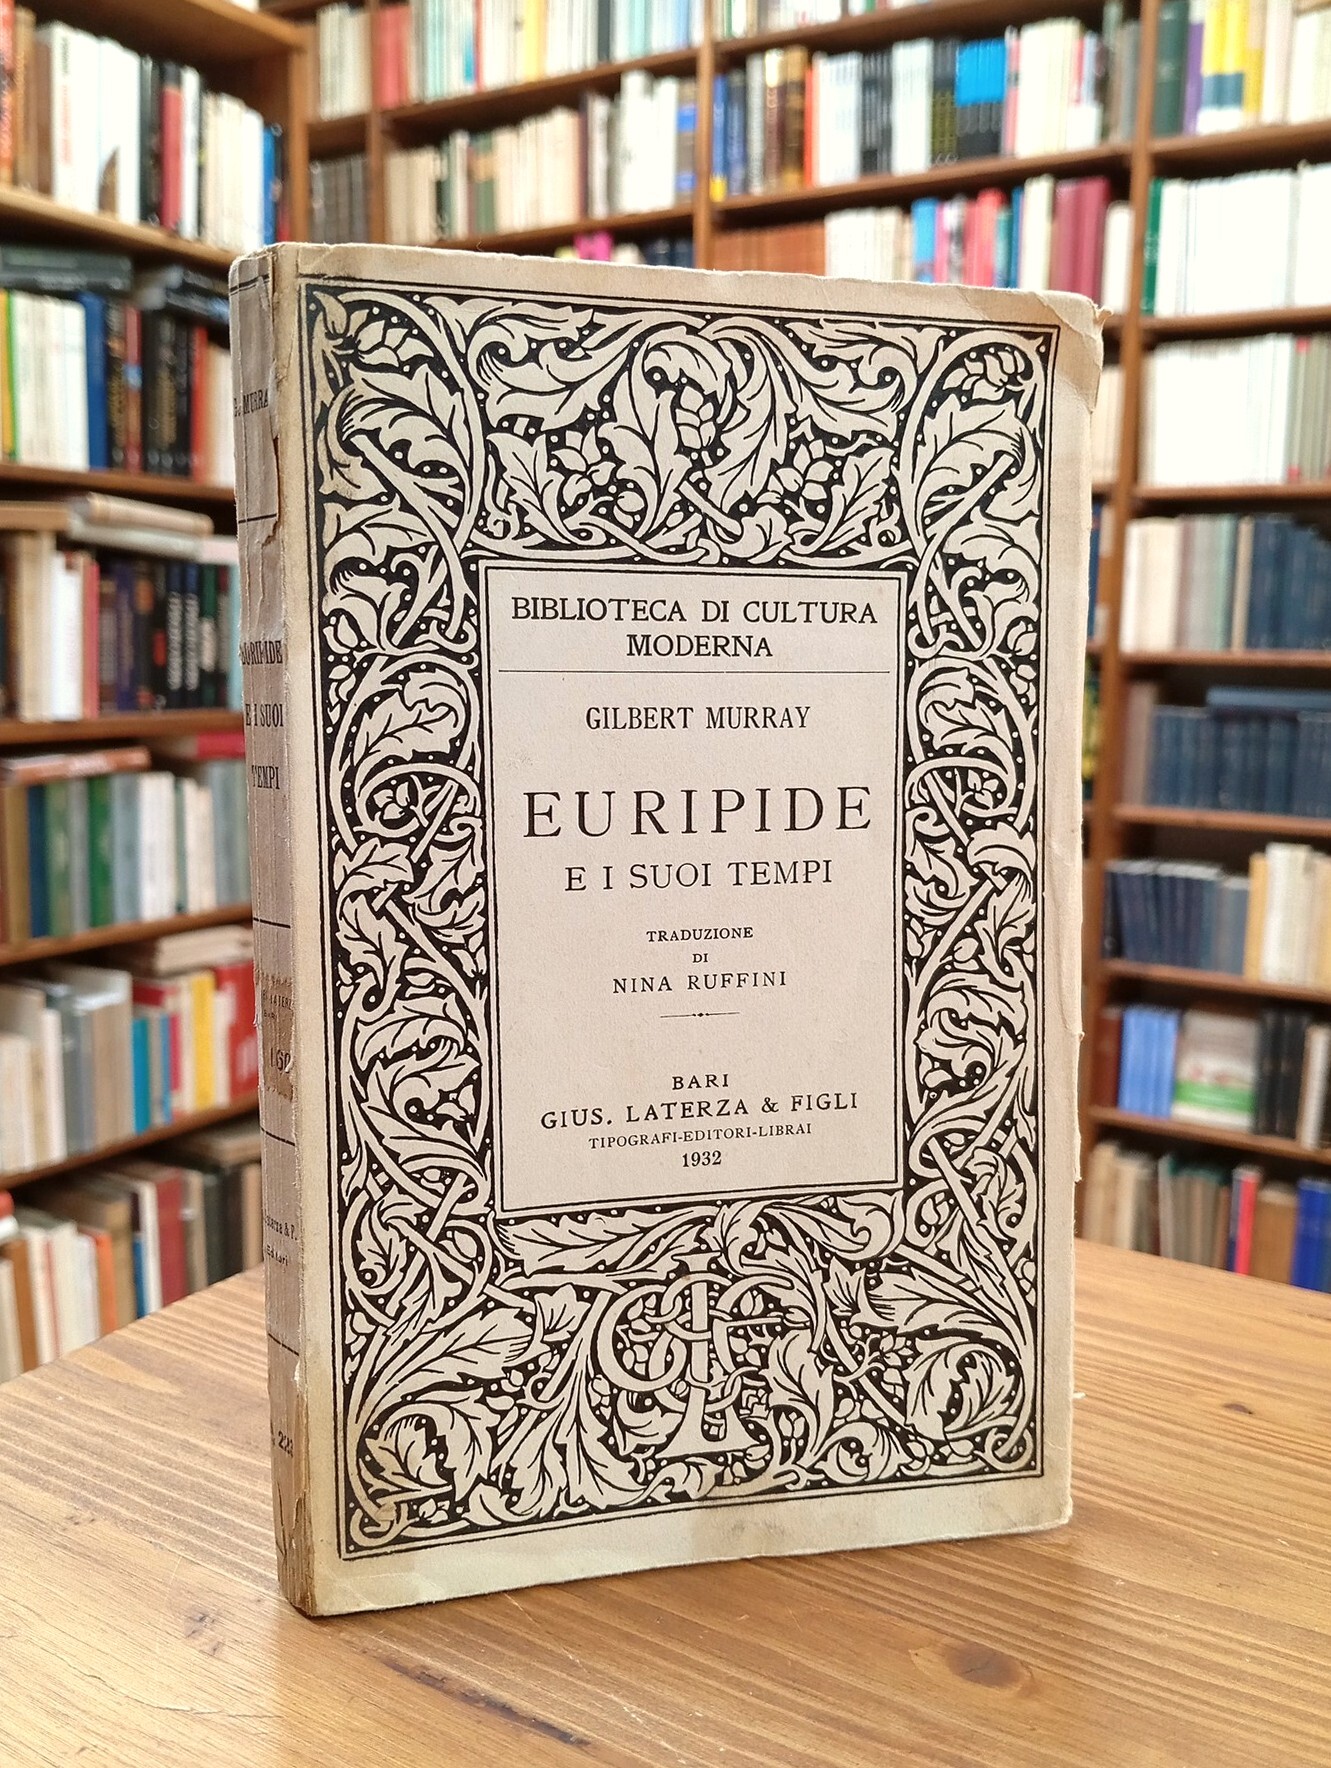 BIBLIOTECA DI CULTURA
MODERNA
GILBERT MURRAY
EURIPIDE
E I SUOI TEMPI
TRADUZIONE
DI
NINA RUFFINI
BARI
GIUS. LATERZA & FIGLI
TIPOGRAFI-EDITORI-LIBRAI
1932
EURIPIDE
E I SUOI
TEMPI